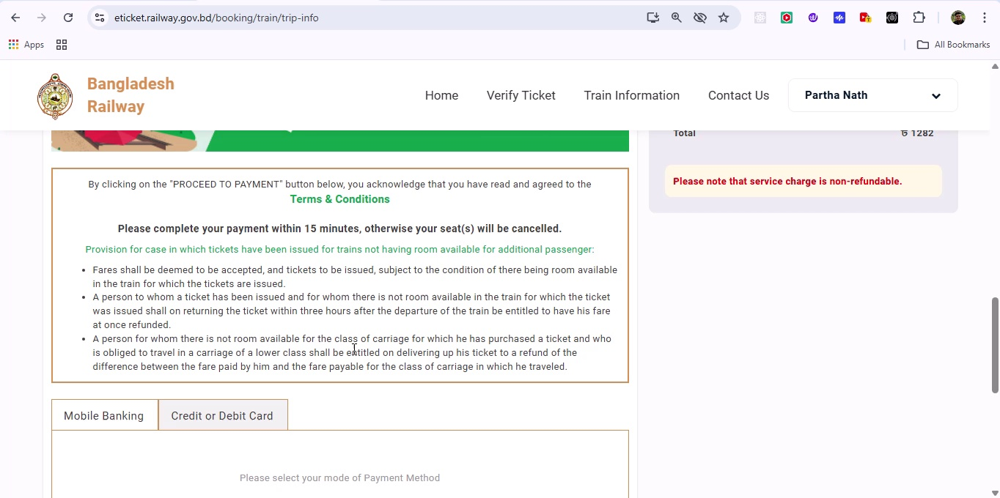 eticket.railway.gov.bd/booking/train/trip-info
Apps
All Bookmarks
Bangladesh
Railway
Home
Verify Ticket
Train Information
Contact Us
Partha Nath
Total
৳ 1282
Please note that service charge is non-refundable.
By clicking on the "PROCEED TO PAYMENT" button below, you acknowledge that you have read and agreed to the
Terms & Conditions
Please complete your payment within 15 minutes, otherwise your seat(s) will be cancelled.
Provision for case in which tickets have been issued for trains not having room available for additional passenger:
• Fares shall be deemed to be accepted, and tickets to be issued, subject to the condition of there being room available
in the train for which the tickets are issued.
• A person to whom a ticket has been issued and for whom there is not room available in the train for which the ticket
was issued shall on returning the ticket within three hours after the departure of the train be entitled to have his fare
at once refunded.
• A person for whom there is not room available for the class of carriage for which he has purchased a ticket and who
is obliged to travel in a carriage of a lower class shall be entitled on delivering up his ticket to a refund of the
difference between the fare paid by him and the fare payable for the class of carriage in which he traveled.
Mobile Banking
Credit or Debit Card
Please select your mode of Payment Method